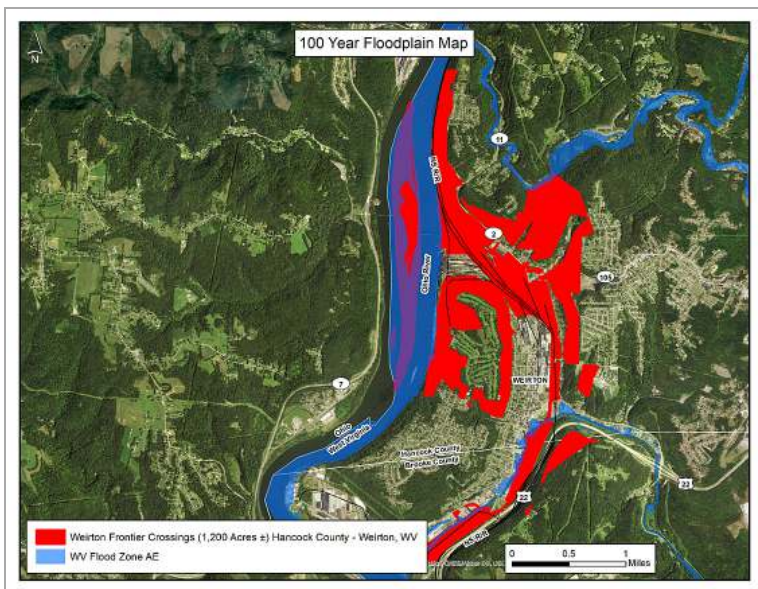 100 Year Floodplain Map
N
11
NS R/R
2
Ohio River
105
7
WEIRTON
Ohio
West Virginia
Hancock County
Brooke County
22
22
NS R/R
Weirton Frontier Crossings (1,200 Acres ±) Hancock County - Weirton, WV
WV Flood Zone AE
0 0.5 1
Miles